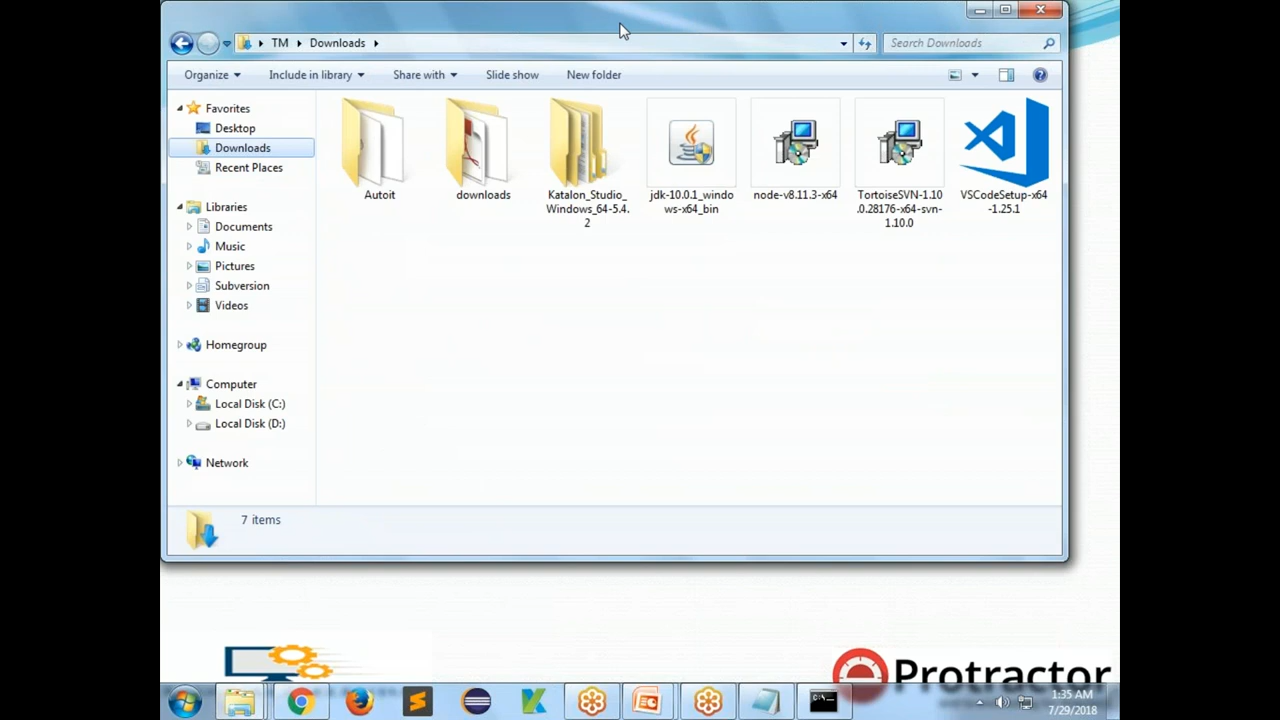 TM
Downloads
Search Downloads
Organize
Include in library
Share with
Slide show
New folder
Favorites
Desktop
Downloads
Recent Places
Libraries
Documents
Music
Pictures
Subversion
Videos
Homegroup
Computer
Local Disk (C:)
Local Disk (D:)
Network
Autoit
downloads
Katalon_Studio_
Windows_64-5.4.
2
jdk-10.0.1_windo
ws-x64_bin
node-v8.11.3-x64
TortoiseSVN-1.10
.0.28176-x64-svn-
1.10.0
VSCodeSetup-x64
-1.25.1
7 items
Protractor
1:35 AM
7/29/2018